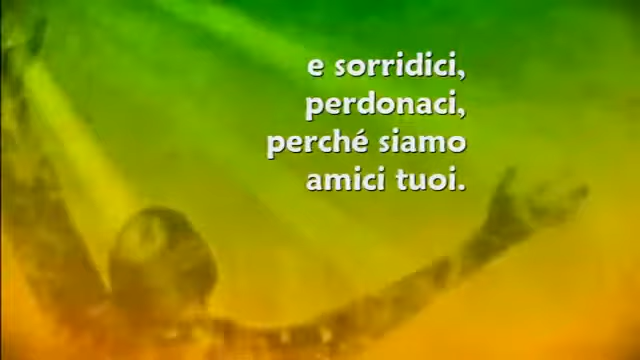 e sorridici,
perdonaci,
perché siamo
amici tuoi.